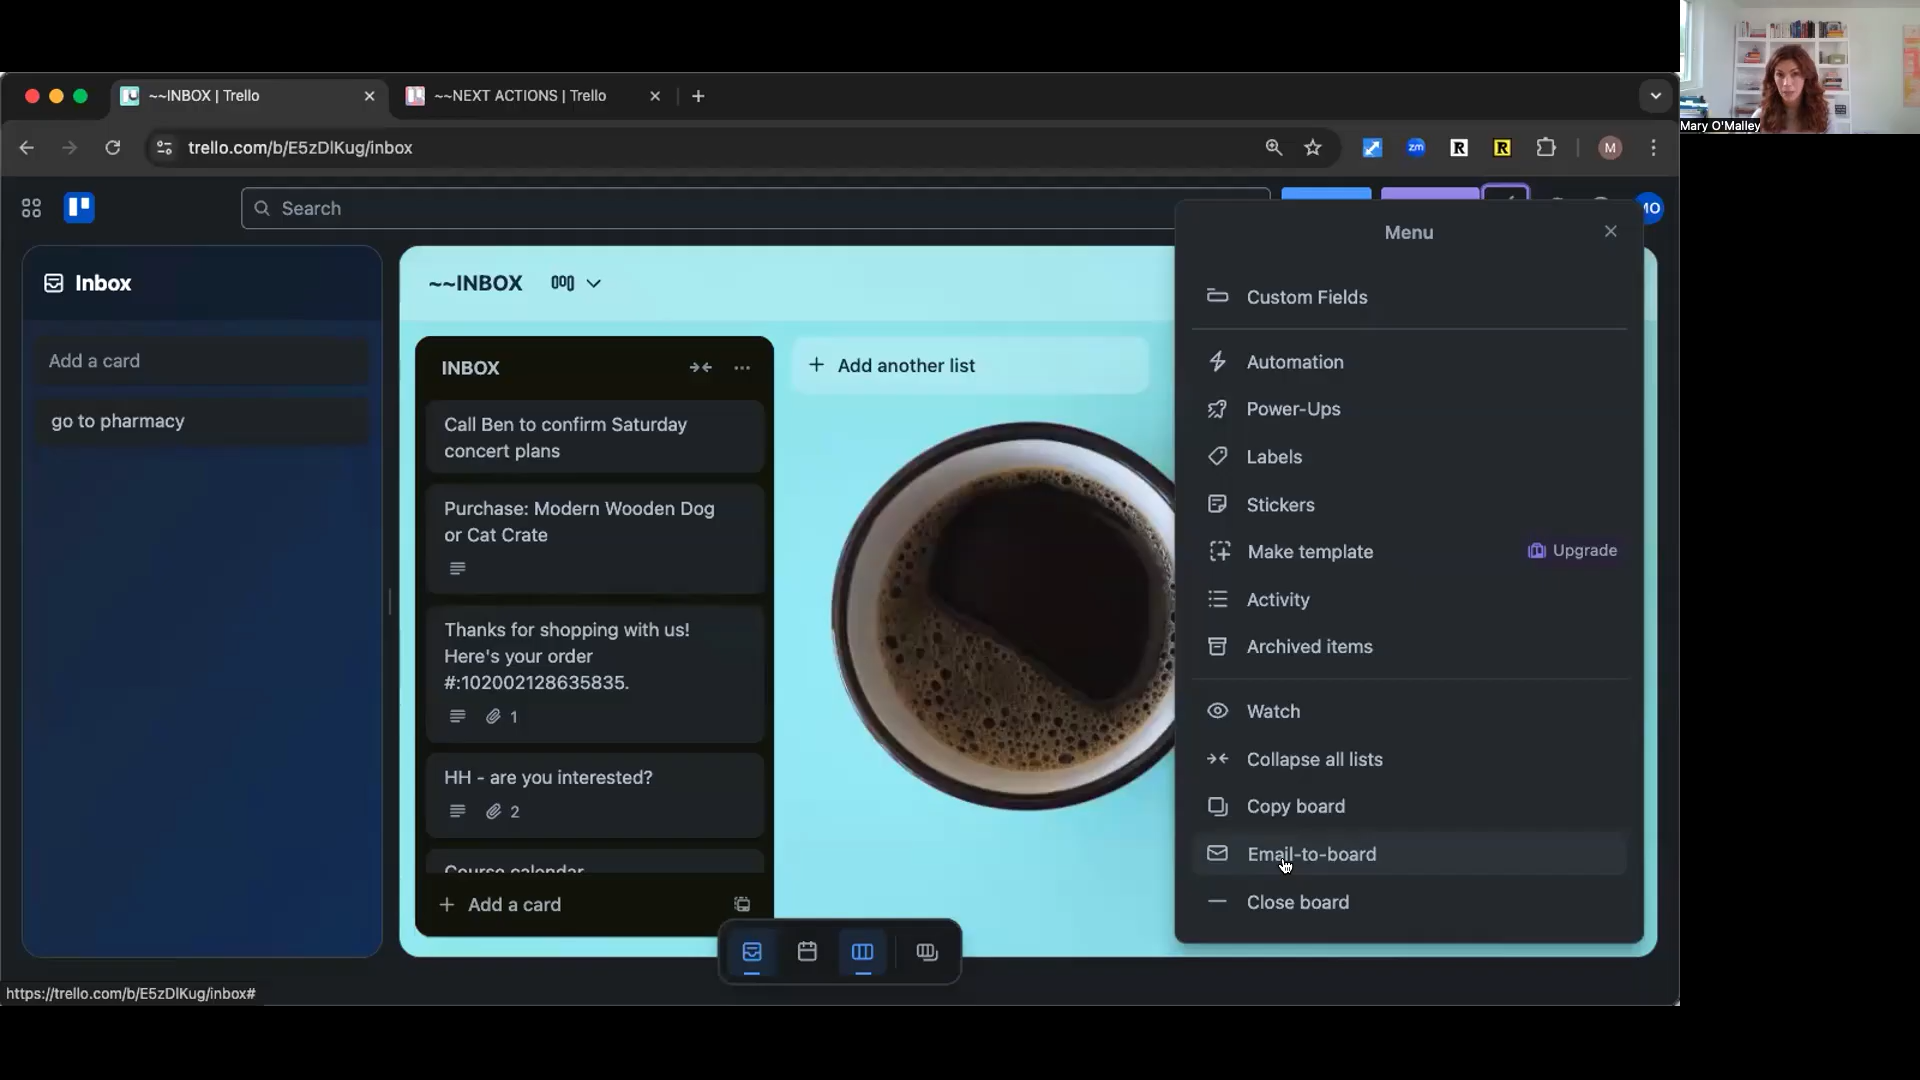 Mary O'Malley
~~INBOX | Trello
~~NEXT ACTIONS | Trello
trello.com/b/E5zDlKug/inbox
zm
R
R
M
Search
MO
Inbox
Add a card
go to pharmacy
~~INBOX
INBOX
Call Ben to confirm Saturday
concert plans
Purchase: Modern Wooden Dog
or Cat Crate
Thanks for shopping with us!
Here's your order
#:102002128635835.
1
HH - are you interested?
2
Course calendar
+ Add a card
+ Add another list
Menu
Custom Fields
Automation
Power-Ups
Labels
Stickers
Make template
Upgrade
Activity
Archived items
Watch
Collapse all lists
Copy board
Email-to-board
Close board
https://trello.com/b/E5zDlKug/inbox#